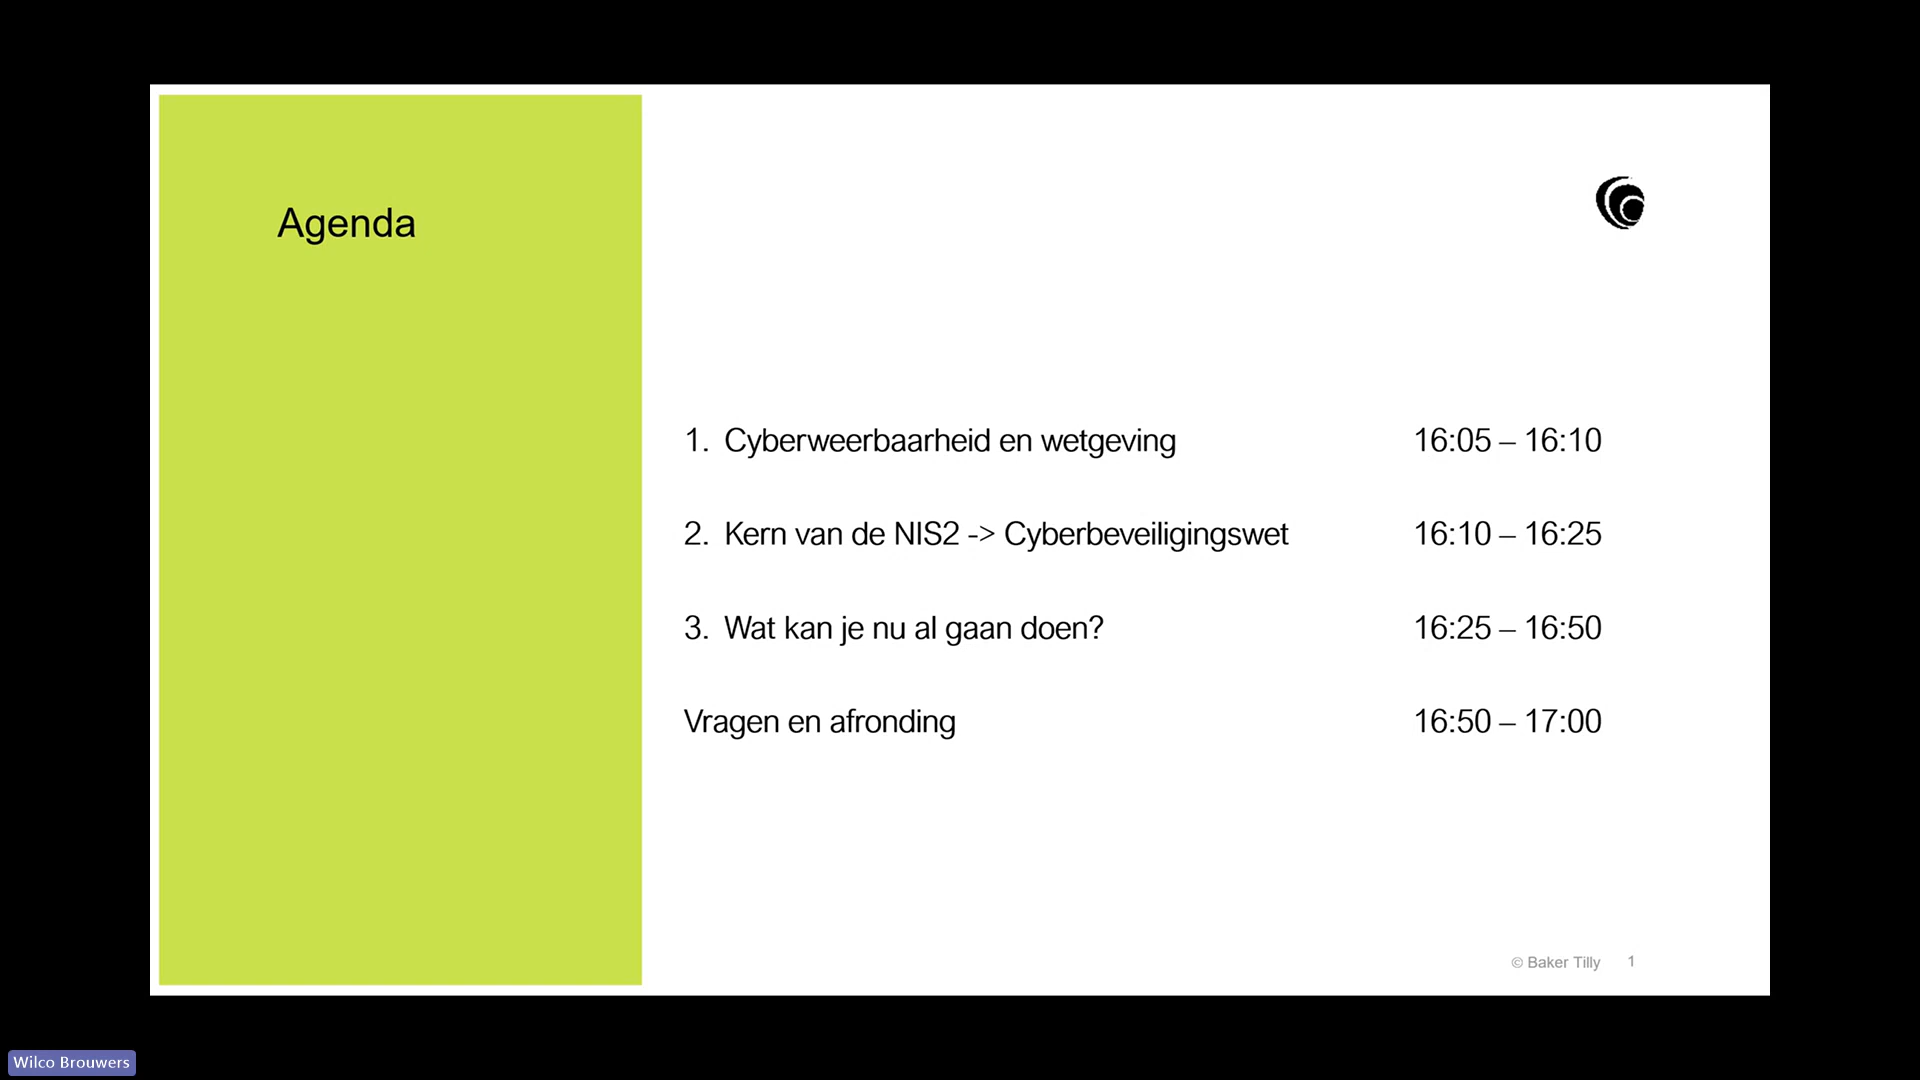 Agenda
1. Cyberweerbaarheid en wetgeving 16:05 – 16:10
2. Kern van de NIS2 -> Cyberbeveiligingswet 16:10 – 16:25
3. Wat kan je nu al gaan doen? 16:25 – 16:50
Vragen en afronding 16:50 – 17:00
© Baker Tilly 1
Wilco Brouwers